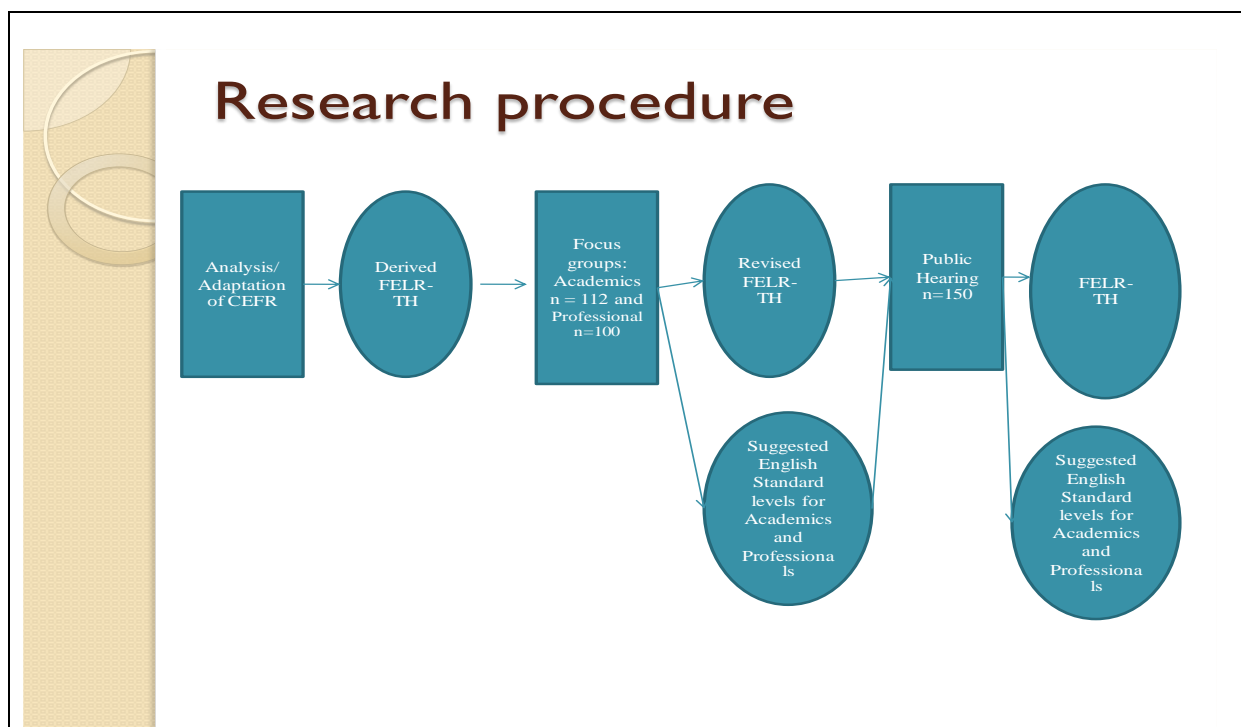 Research procedure
Analysis/
Adaptation
of CEFR
Derived
FELR-
TH
Focus
groups:
Academics
n = 112 and
Professional
n=100
Revised
FELR-
TH
Suggested
English
Standard
levels for
Academics
and
Professiona
ls
Public
Hearing
n=150
FELR-
TH
Suggested
English
Standard
levels for
Academics
and
Professiona
ls